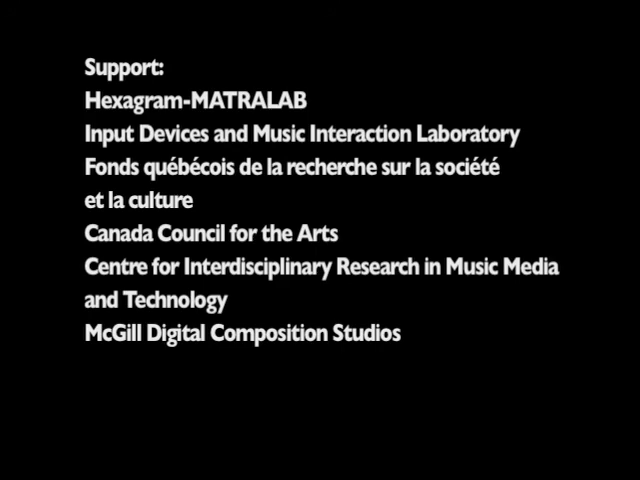 Support:
Hexagram-MATRALAB
Input Devices and Music Interaction Laboratory
Fonds québécois de la recherche sur la société
et la culture
Canada Council for the Arts
Centre for Interdisciplinary Research in Music Media
and Technology
McGill Digital Composition Studios